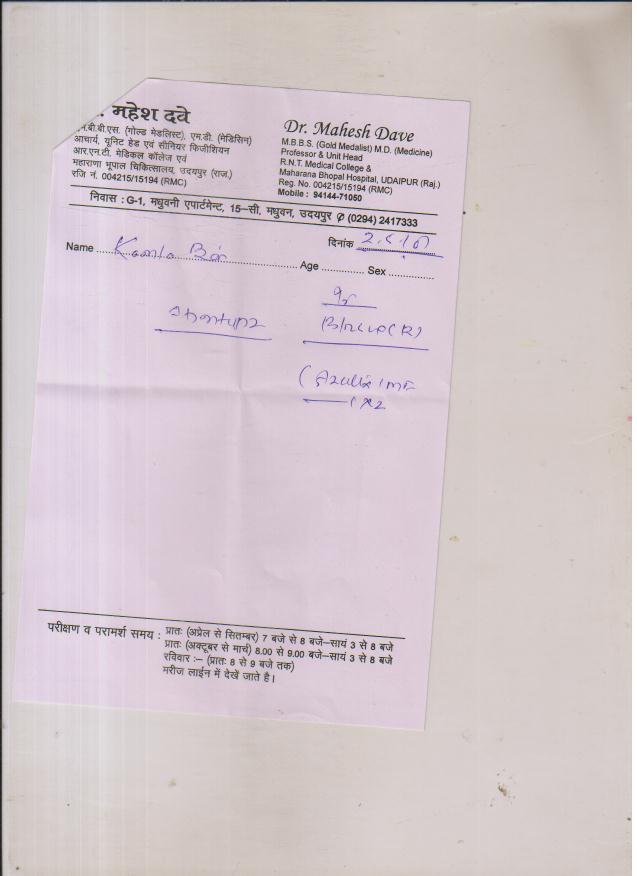 . महेश दवे
एम.बी.बी.एस. (गोल्ड मेडलिस्ट), एम.डी. (मेडिसिन)
आचार्य, यूनिट हेड एवं सीनियर फिजीशियन
आर.एन.टी. मेडिकल कॉलेज एवं
महाराणा भूपाल चिकित्सालय, उदयपुर (राज.)
रजि नं. 004215/15194 (RMC)
Dr. Mahesh Dave
M.B.B.S. (Gold Medalist) M.D. (Medicine)
Professor & Unit Head
R.N.T. Medical College &
Maharana Bhopal Hospital, UDAIPUR (Raj.)
Reg. No. 004215/15194 (RMC)
Mobile : 94144-71050
निवास : G-1, मधुवनी एपार्टमेन्ट, 15–सी, मधुवन, उदयपुर ✆ (0294) 2417333
दिनांक
Name Kamla Age Sex
1 x 2
परीक्षण व परामर्श समय : प्रातः (अप्रेल से सितम्बर) 7 बजे से 8 बजे–सायं 3 से 8 बजे
प्रातः (अक्टूबर से मार्च) 8.00 से 9.00 बजे–सायं 3 से 8 बजे
रविवार :– (प्रातः 8 से 9 बजे तक)
मरीज लाईन में देखें जाते है।